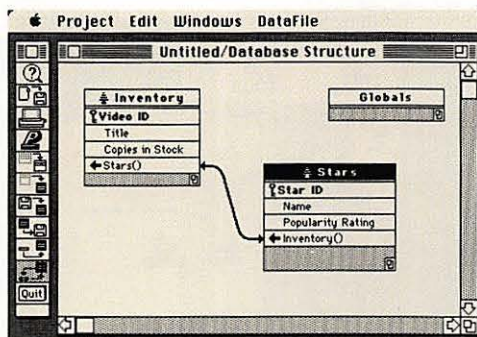 Project Edit Windows DataFile
Untitled/Database Structure
Inventory
Video ID
Title
Copies in Stock
Stars()
Globals
Stars
Star ID
Name
Popularity Rating
Inventory()
Quit